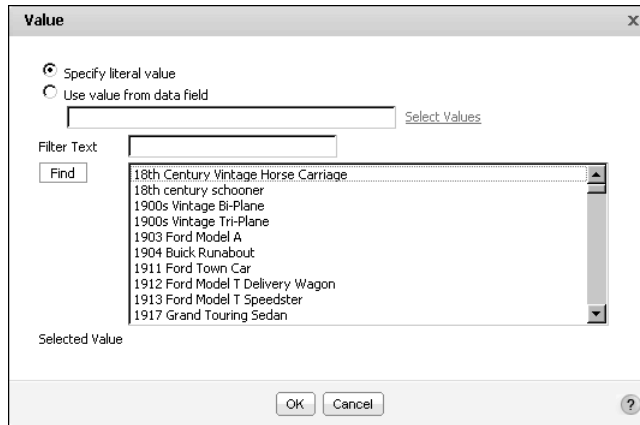 Value x
Specify literal value
Use value from data field
Select Values
Filter Text
Find
18th Century Vintage Horse Carriage
18th century schooner
1900s Vintage Bi-Plane
1900s Vintage Tri-Plane
1903 Ford Model A
1904 Buick Runabout
1911 Ford Town Car
1912 Ford Model T Delivery Wagon
1913 Ford Model T Speedster
1917 Grand Touring Sedan
Selected Value
OK Cancel ?